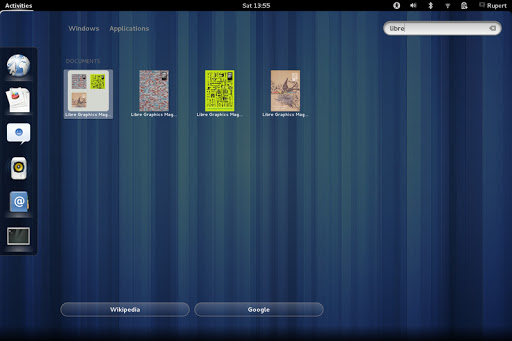 Activities
Sat 13:55
Rupert
Windows Applications
libre
DOCUMENTS
Libre Graphics Mag...
Libre Graphics Mag...
Libre Graphics Mag...
Libre Graphics Mag...
Wikipedia
Google